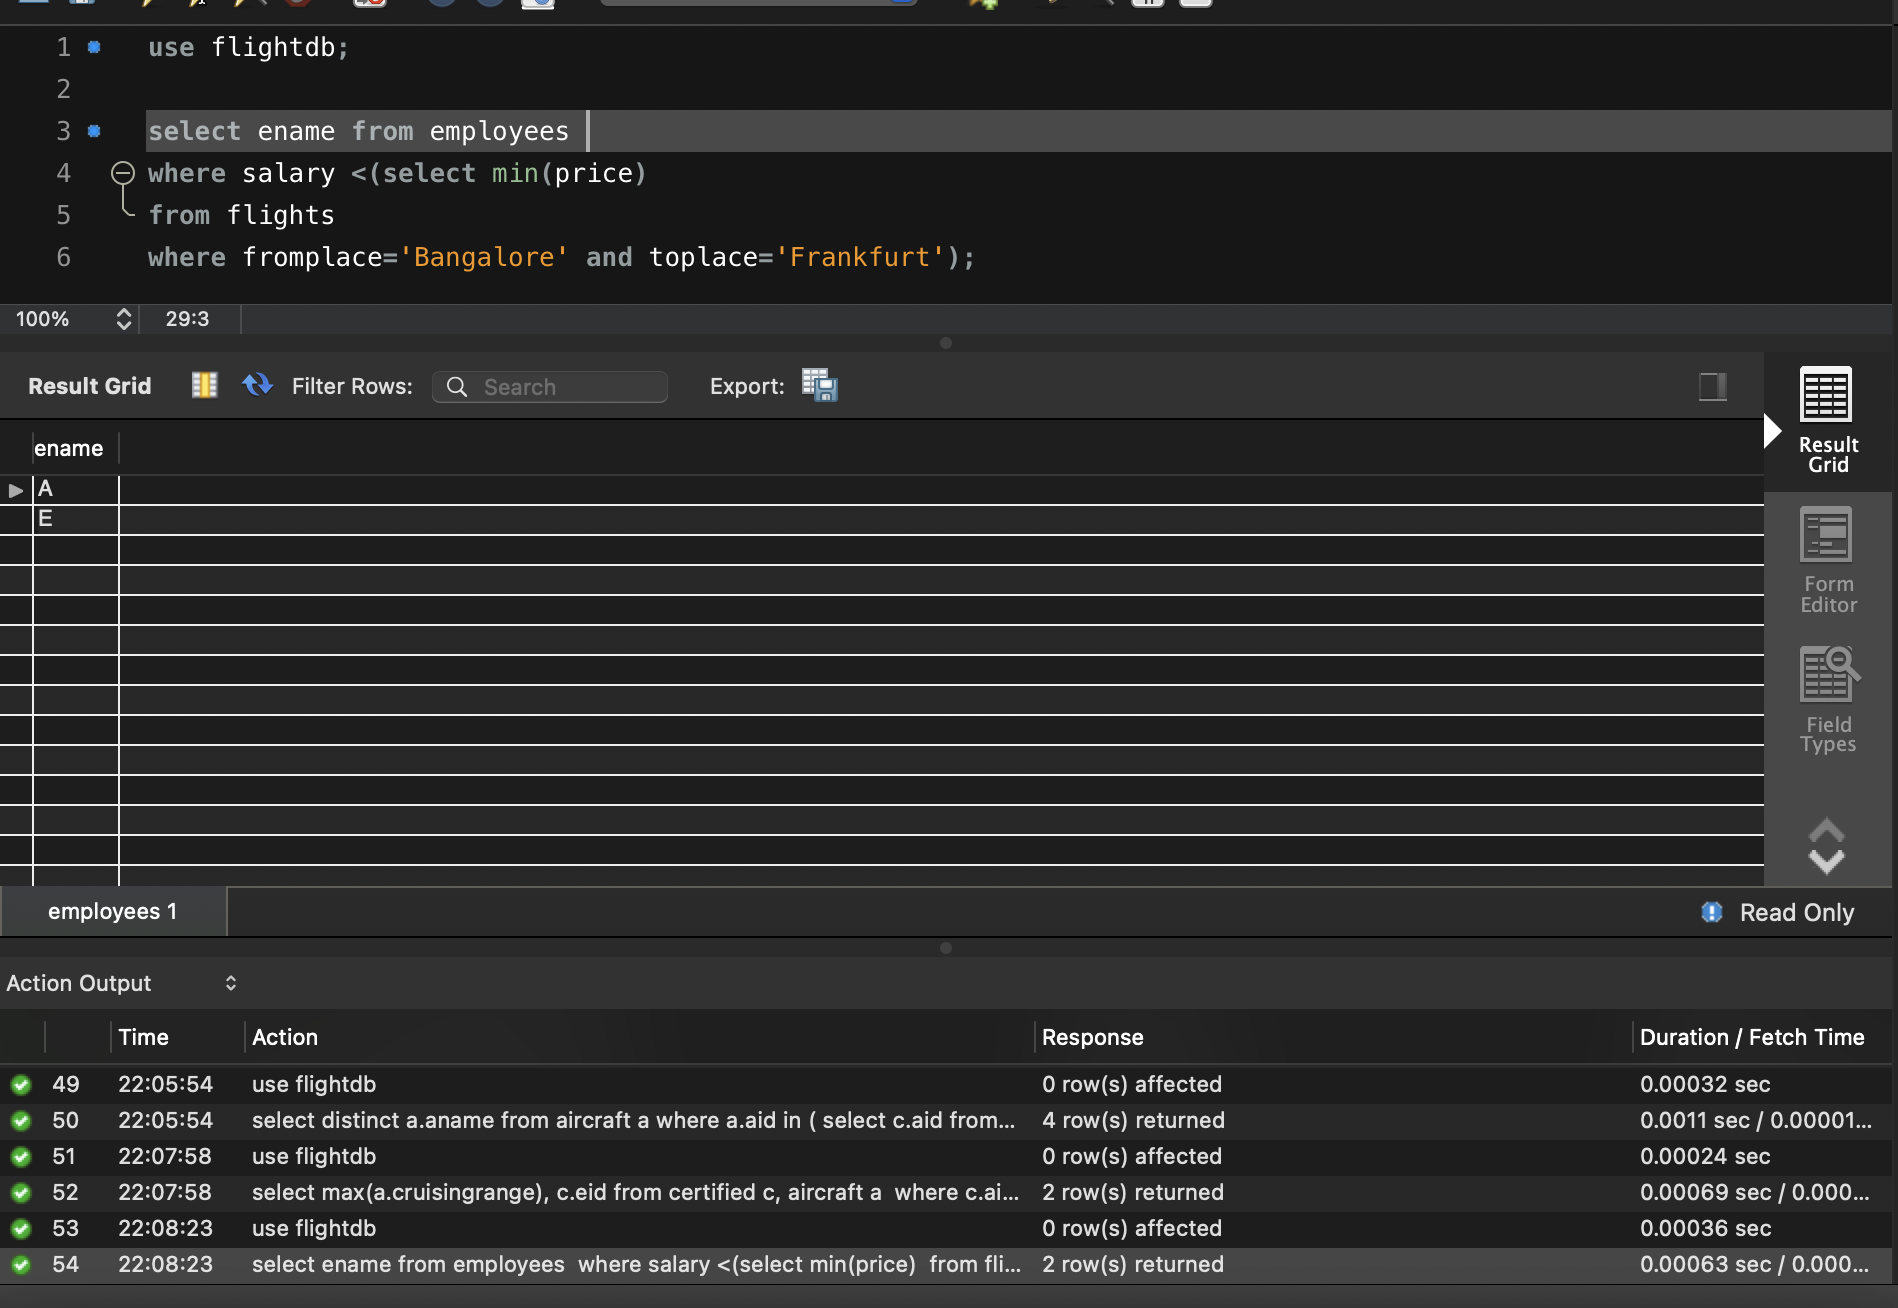 1 use flightdb;
2
3 select ename from employees
4 where salary <(select min(price)
5 from flights
6 where fromplace='Bangalore' and toplace='Frankfurt');
100% 29:3
Result Grid Filter Rows: Search Export:
Result
Grid
ename
A
E
Form
Editor
Field
Types
employees 1 Read Only
Action Output
Time Action Response Duration / Fetch Time
49 22:05:54 use flightdb 0 row(s) affected 0.00032 sec
50 22:05:54 select distinct a.aname from aircraft a where a.aid in ( select c.aid from... 4 row(s) returned 0.0011 sec / 0.00001...
51 22:07:58 use flightdb 0 row(s) affected 0.00024 sec
52 22:07:58 select max(a.cruisingrange), c.eid from certified c, aircraft a  where c.ai... 2 row(s) returned 0.00069 sec / 0.000...
53 22:08:23 use flightdb 0 row(s) affected 0.00036 sec
54 22:08:23 select ename from employees  where salary <(select min(price)  from fli... 2 row(s) returned 0.00063 sec / 0.000...